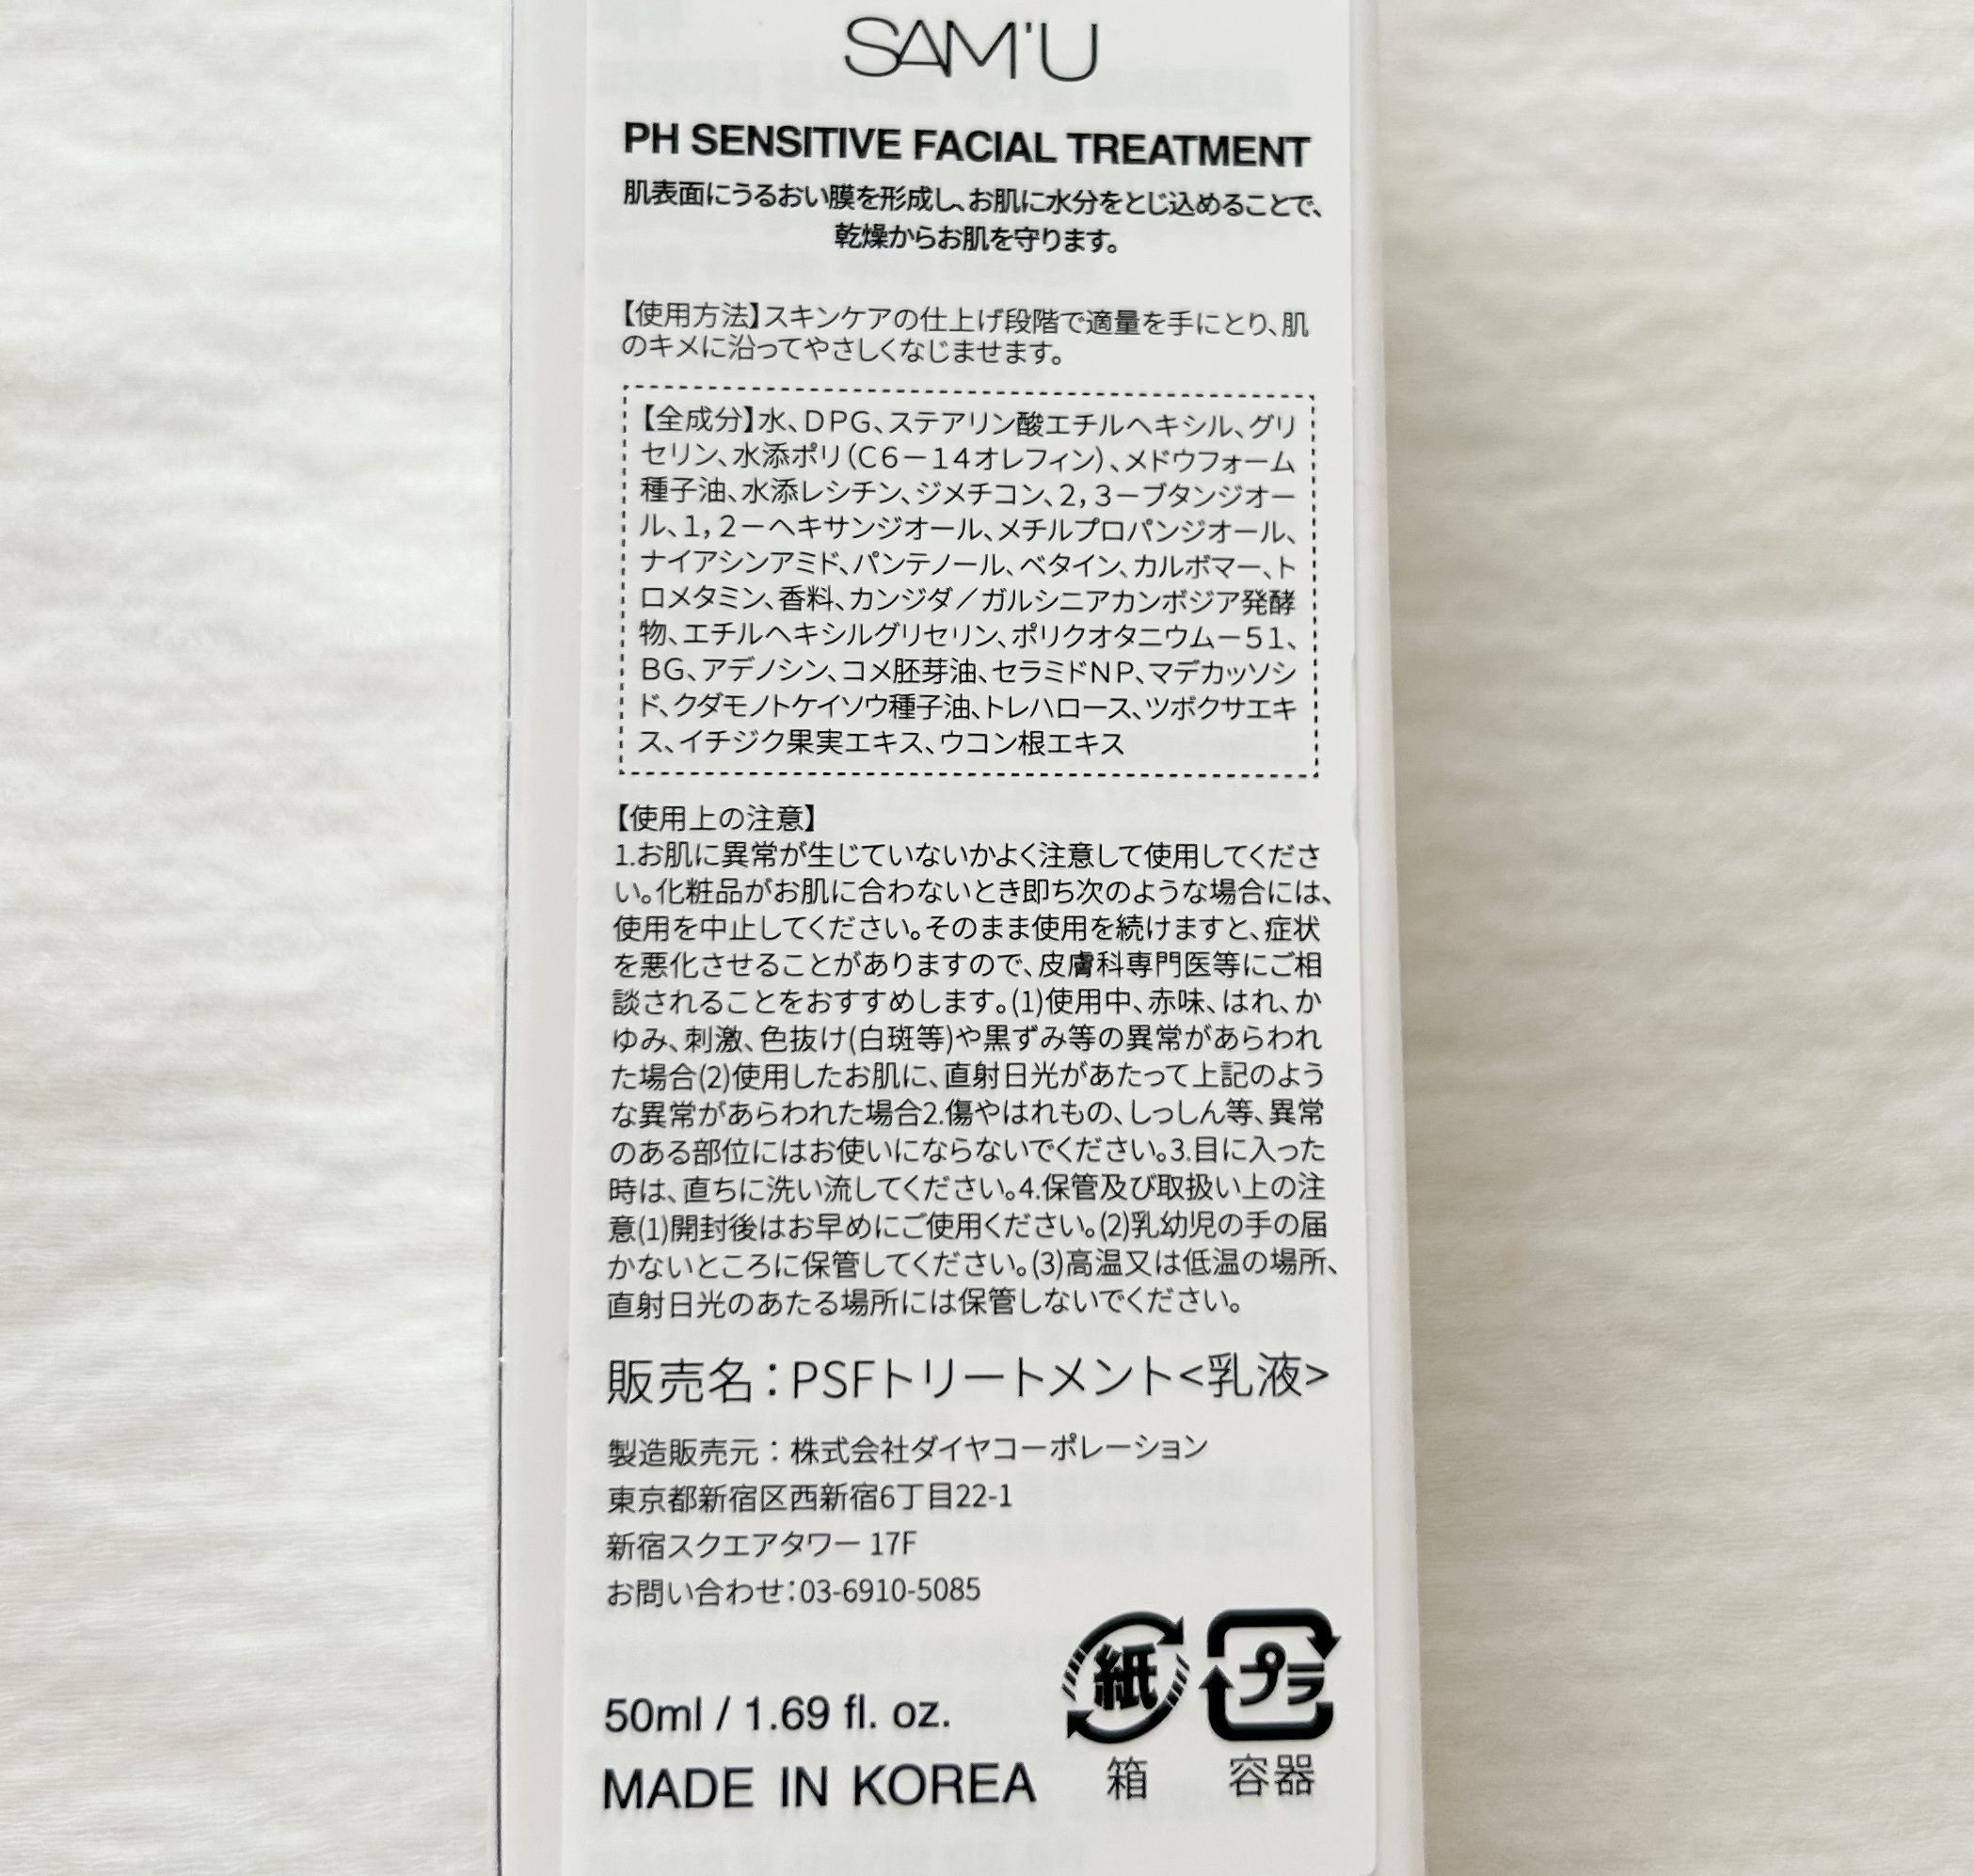 SAM'U
PH SENSITIVE FACIAL TREATMENT
肌表面にうるおい膜を形成し、お肌に水分をとじ込めることで、
乾燥からお肌を守ります。
【使用方法】スキンケアの仕上げ段階で適量を手にとり、肌
のキメに沿ってやさしくなじませます。
【全成分】水、DPG、ステアリン酸エチルヘキシル、グリ
セリン、水添ポリ(C6－14オレフィン)、メドウフォーム
種子油、水添レシチン、ジメチコン、2,3－ブタンジオー
ル、1,2－ヘキサンジオール、メチルプロパンジオール、
ナイアシンアミド、パンテノール、ベタイン、カルボマー、ト
ロメタミン、香料、カンジダ／ガルシニアカンボジア発酵
物、エチルヘキシルグリセリン、ポリクオタニウムー51、
BG、アデノシン、コメ胚芽油、セラミドNP、マデカッソシ
ド、クダモノトケイソウ種子油、トレハロース、ツボクサエキ
ス、イチジク果実エキス、ウコン根エキス
【使用上の注意】
1.お肌に異常が生じていないかよく注意して使用してくださ
い。化粧品がお肌に合わないとき即ち次のような場合には、
使用を中止してください。そのまま使用を続けますと、症状
を悪化させることがありますので、皮膚科専門医等にご相
談されることをおすすめします。(1)使用中、赤味、はれ、か
ゆみ、刺激、色抜け(白斑等)や黒ずみ等の異常があらわれ
た場合(2)使用したお肌に、直射日光があたって上記のよう
な異常があらわれた場合2.傷やはれもの、しっしん等、異常
のある部位にはお使いにならないでください。3.目に入った
時は、直ちに洗い流してください。4.保管及び取扱い上の注
意(1)開封後はお早めにご使用ください。(2)乳幼児の手の届
かないところに保管してください。(3)高温又は低温の場所、
直射日光のあたる場所には保管しないでください。
販売名：PSFトリートメント<乳液>
製造販売元：株式会社ダイヤコーポレーション
東京都新宿区西新宿6丁目22-1
新宿スクエアタワー 17F
お問い合わせ：03-6910-5085
紙 プラ
50ml / 1.69 fl. oz.
MADE IN KOREA
箱 容器